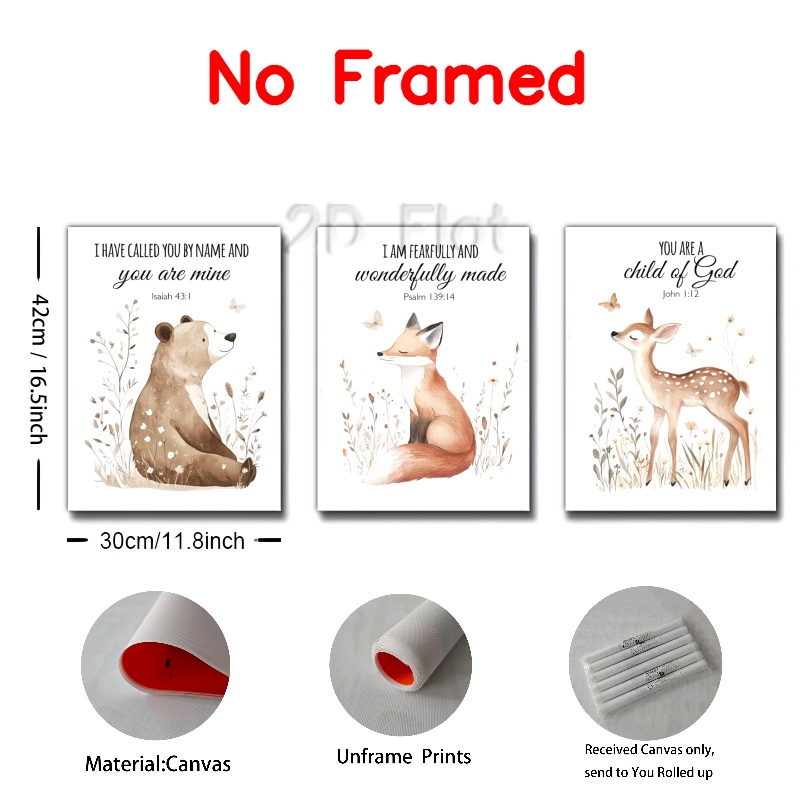 No Framed
2D Flat
I HAVE CALLED YOU BY NAME AND
you are mine
Isaiah 43:1
I AM FEARFULLY AND
wonderfully made
Psalm 139:14
YOU ARE A
child of God
John 1:12
42cm / 16.5inch
30cm/11.8inch
Material:Canvas
Unframe Prints
Received Canvas only,
send to You Rolled up